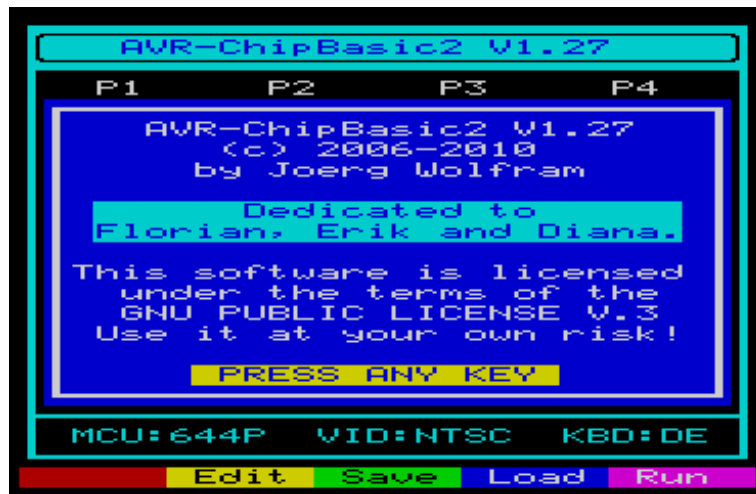 AVR-ChipBasic2 V1.27
P1 P2 P3 P4
AVR-ChipBasic2 V1.27
(c) 2006-2010
by Joerg Wolfram
Dedicated to
Florian, Erik and Diana.
This software is licensed
under the terms of the
GNU PUBLIC LICENSE V.3
Use it at your own risk!
PRESS ANY KEY
MCU:644P VID:NTSC KBD:DE
Edit Save Load Run